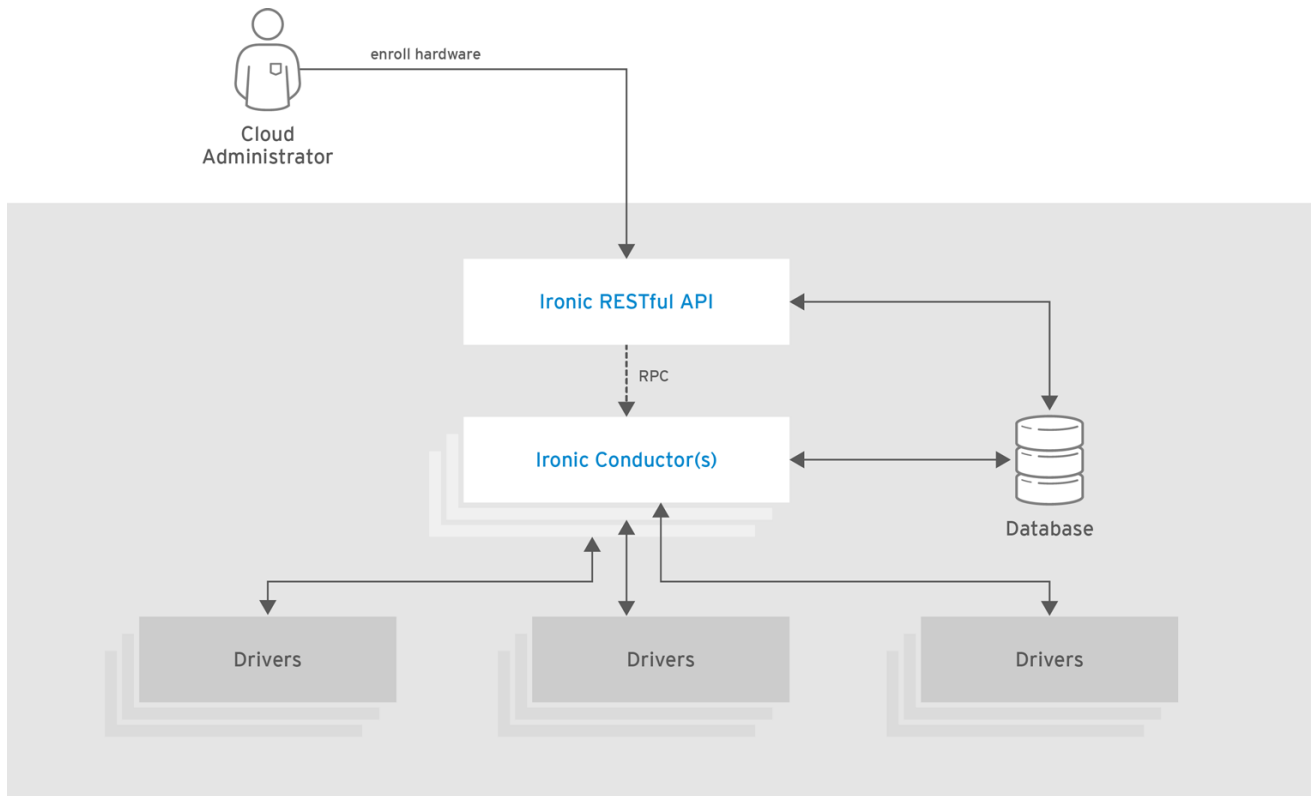 enroll hardware
Cloud
Administrator
Ironic RESTful API
RPC
Ironic Conductor(s)
Database
Drivers
Drivers
Drivers